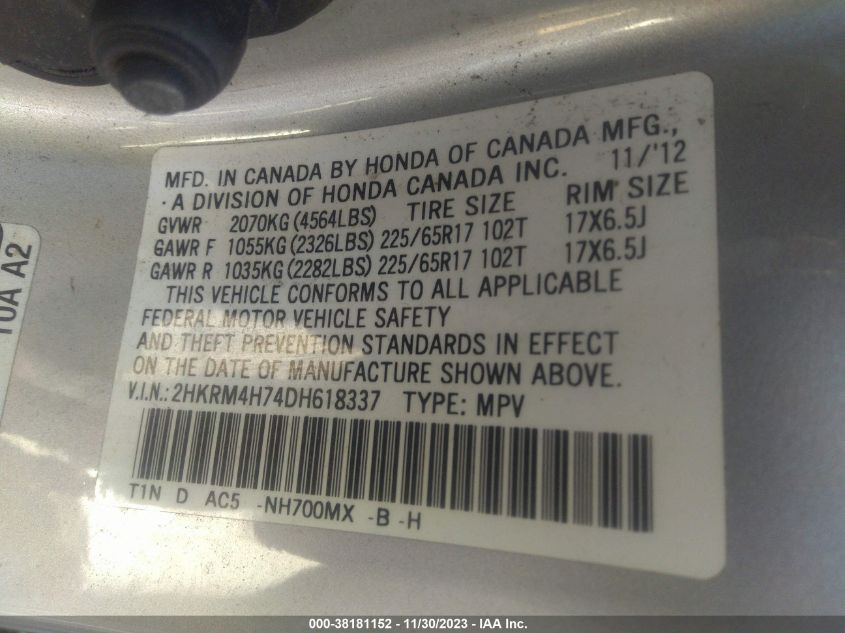 MFD. IN CANADA BY HONDA OF CANADA MFG.,
· A DIVISION OF HONDA CANADA INC. 11/'12
GVWR 2070KG (4564LBS) TIRE SIZE RIM SIZE
GAWR F 1055KG (2326LBS) 225/65R17 102T 17X6.5J
GAWR R 1035KG (2282LBS) 225/65R17 102T 17X6.5J
THIS VEHICLE CONFORMS TO ALL APPLICABLE
FEDERAL MOTOR VEHICLE SAFETY
AND THEFT PREVENTION STANDARDS IN EFFECT
ON THE DATE OF MANUFACTURE SHOWN ABOVE.
V.I.N.: 2HKRM4H74DH618337 TYPE: MPV
T1N D AC5 -NH700MX -B -H
A2
000-38181152 - 11/30/2023 - IAA Inc.